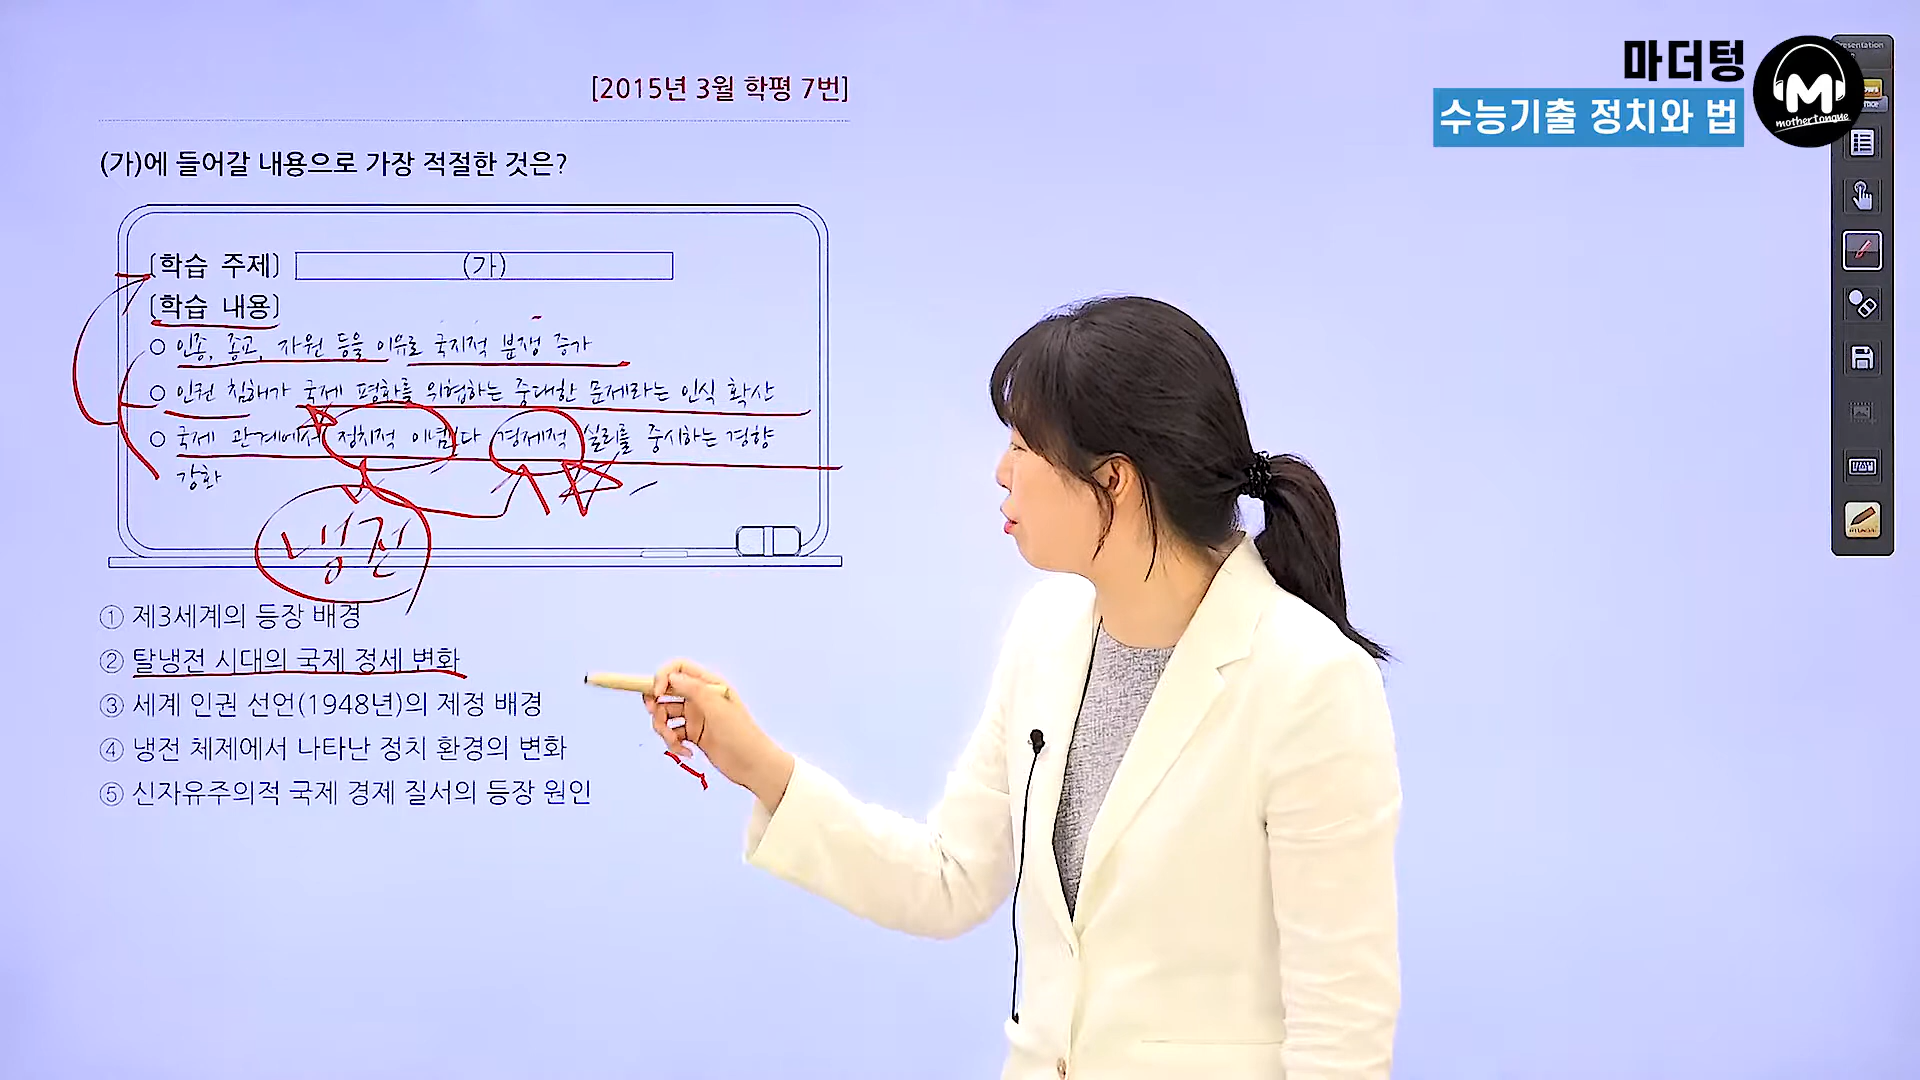 마더텅
수능기출 정치와 법
mothertongue
[2015년 3월 학평 7번]
(가)에 들어갈 내용으로 가장 적절한 것은?
[학습 주제] (가)
[학습 내용]
○ 인종, 종교, 자원 등을 이유로 국지적 분쟁 증가
○ 인권 침해가 국제 평화를 위협하는 중대한 문제라는 인식 확산
○ 국제 관계에서 정치적 이념보다 경제적 실리를 중시하는 경향
강화
냉전
① 제3세계의 등장 배경
② 탈냉전 시대의 국제 정세 변화
③ 세계 인권 선언(1948년)의 제정 배경
④ 냉전 체제에서 나타난 정치 환경의 변화
⑤ 신자유주의적 국제 경제 질서의 등장 원인